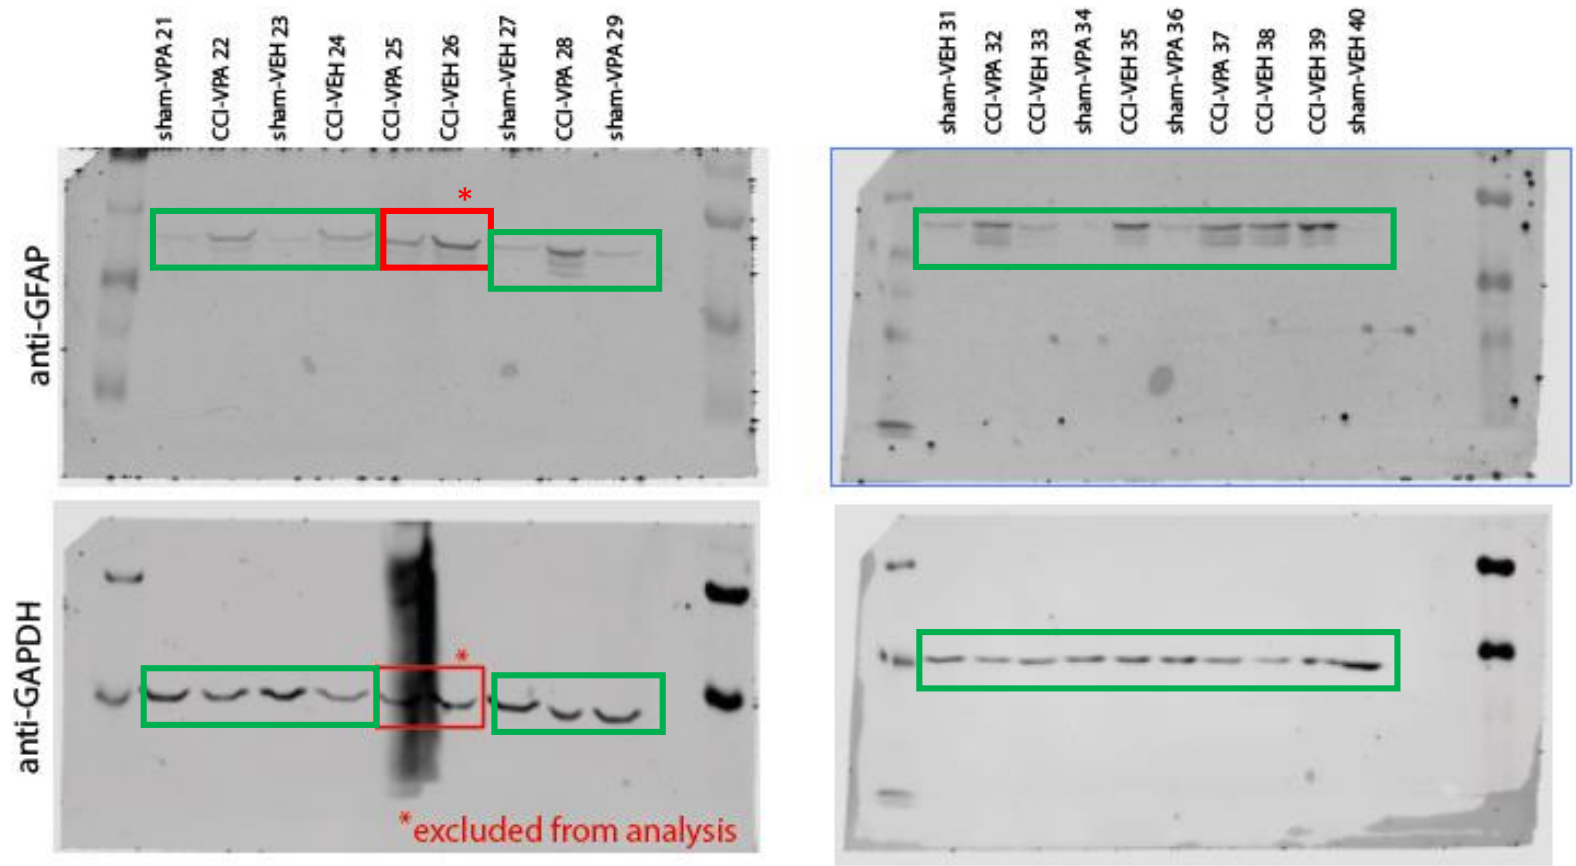 sham-VPA 21
CCI-VPA 22
sham-VEH 23
CCI-VEH 24
CCI-VPA 25
CCI-VEH 26
sham-VEH 27
CCI-VPA 28
sham-VPA 29
sham-VEH 31
CCI-VPA 32
CCI-VEH 33
sham-VPA 34
CCI-VEH 35
sham-VPA 36
CCI-VPA 37
CCI-VEH 38
CCI-VEH 39
sham-VEH 40
anti-GFAP
*
anti-GAPDH
*
*excluded from analysis